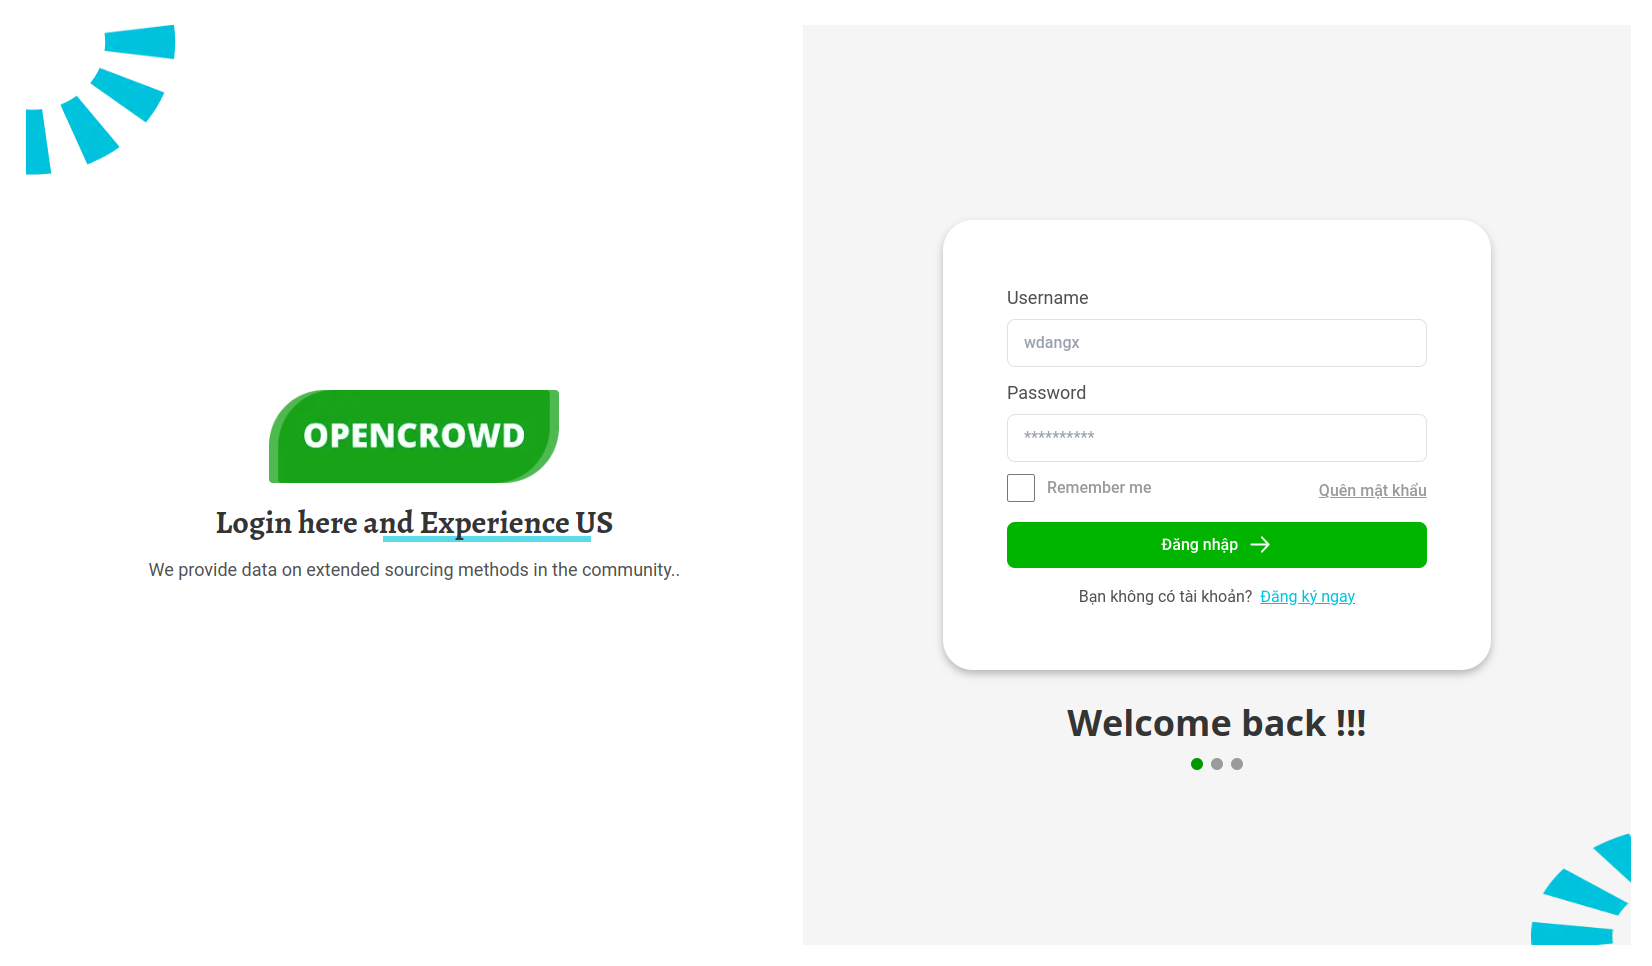 OPENCROWD
Login here and Experience US
We provide data on extended sourcing methods in the community..
Username
wdangx
Password
**********
Remember me
Quên mật khẩu
Đăng nhập
Bạn không có tài khoản? Đăng ký ngay
Welcome back !!!